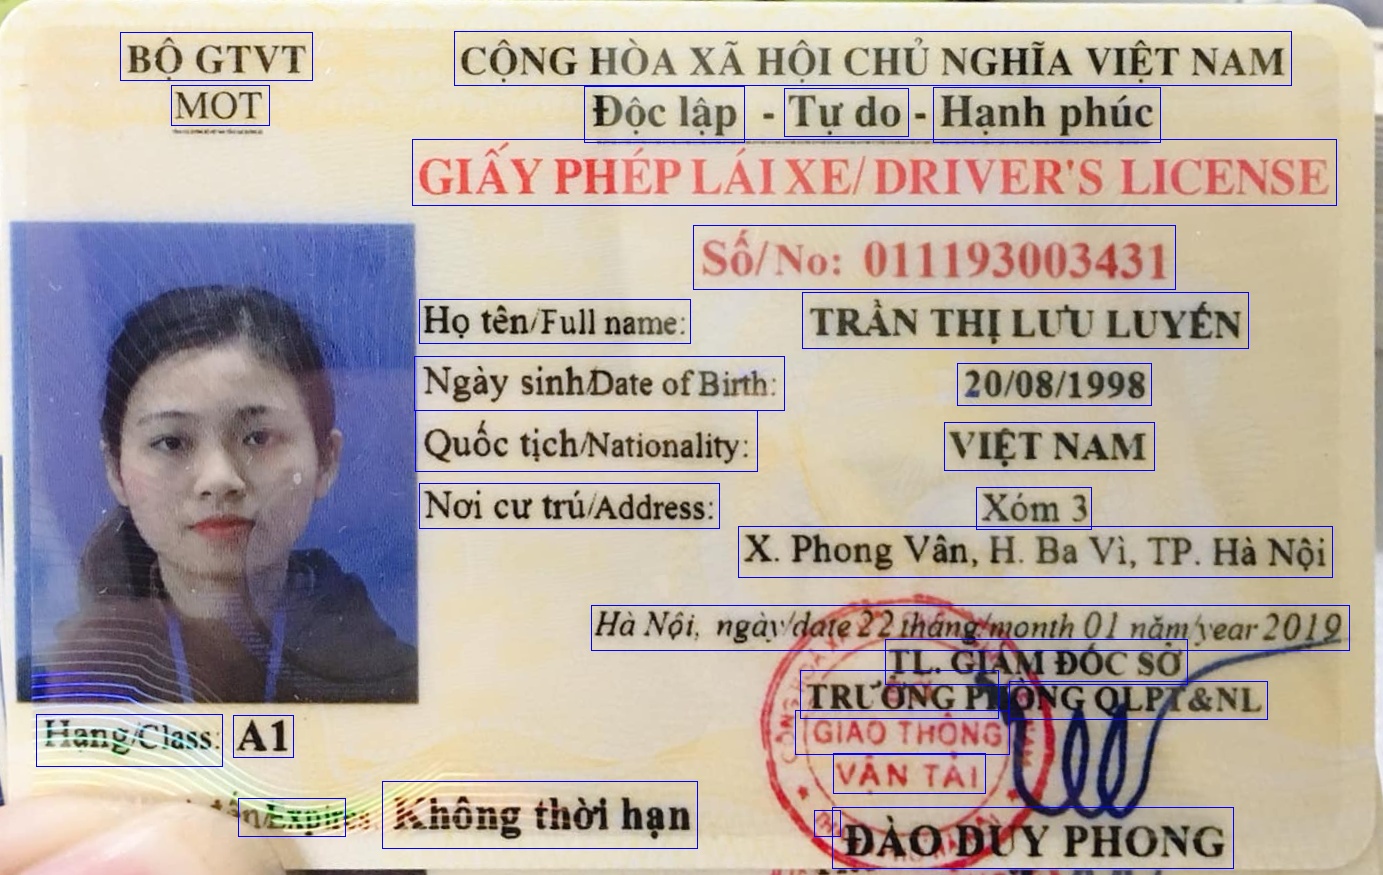 BỘ GTVT
MOT
CỘNG HÒA XÃ HỘI CHỦ NGHĨA VIỆT NAM
Độc lập - Tự do - Hạnh phúc
GIẤY PHÉP LÁI XE/ DRIVER'S LICENSE
Số/No: 011193003431
Họ tên/Full name: TRẦN THỊ LƯU LUYẾN
Ngày sinh/Date of Birth: 20/08/1998
Quốc tịch/Nationality: VIỆT NAM
Nơi cư trú/Address: Xóm 3
X. Phong Vân, H. Ba Vì, TP. Hà Nội
Hà Nội, ngày/date 22 tháng/month 01 năm/year 2019
TL. GIÁM ĐỐC SỞ
TRƯỞNG PHÒNG QLPT&NL
GIAO THÔNG
VẬN TẢI
Hạng/Class: A1
đến/Expires: Không thời hạn
ĐÀO DUY PHONG